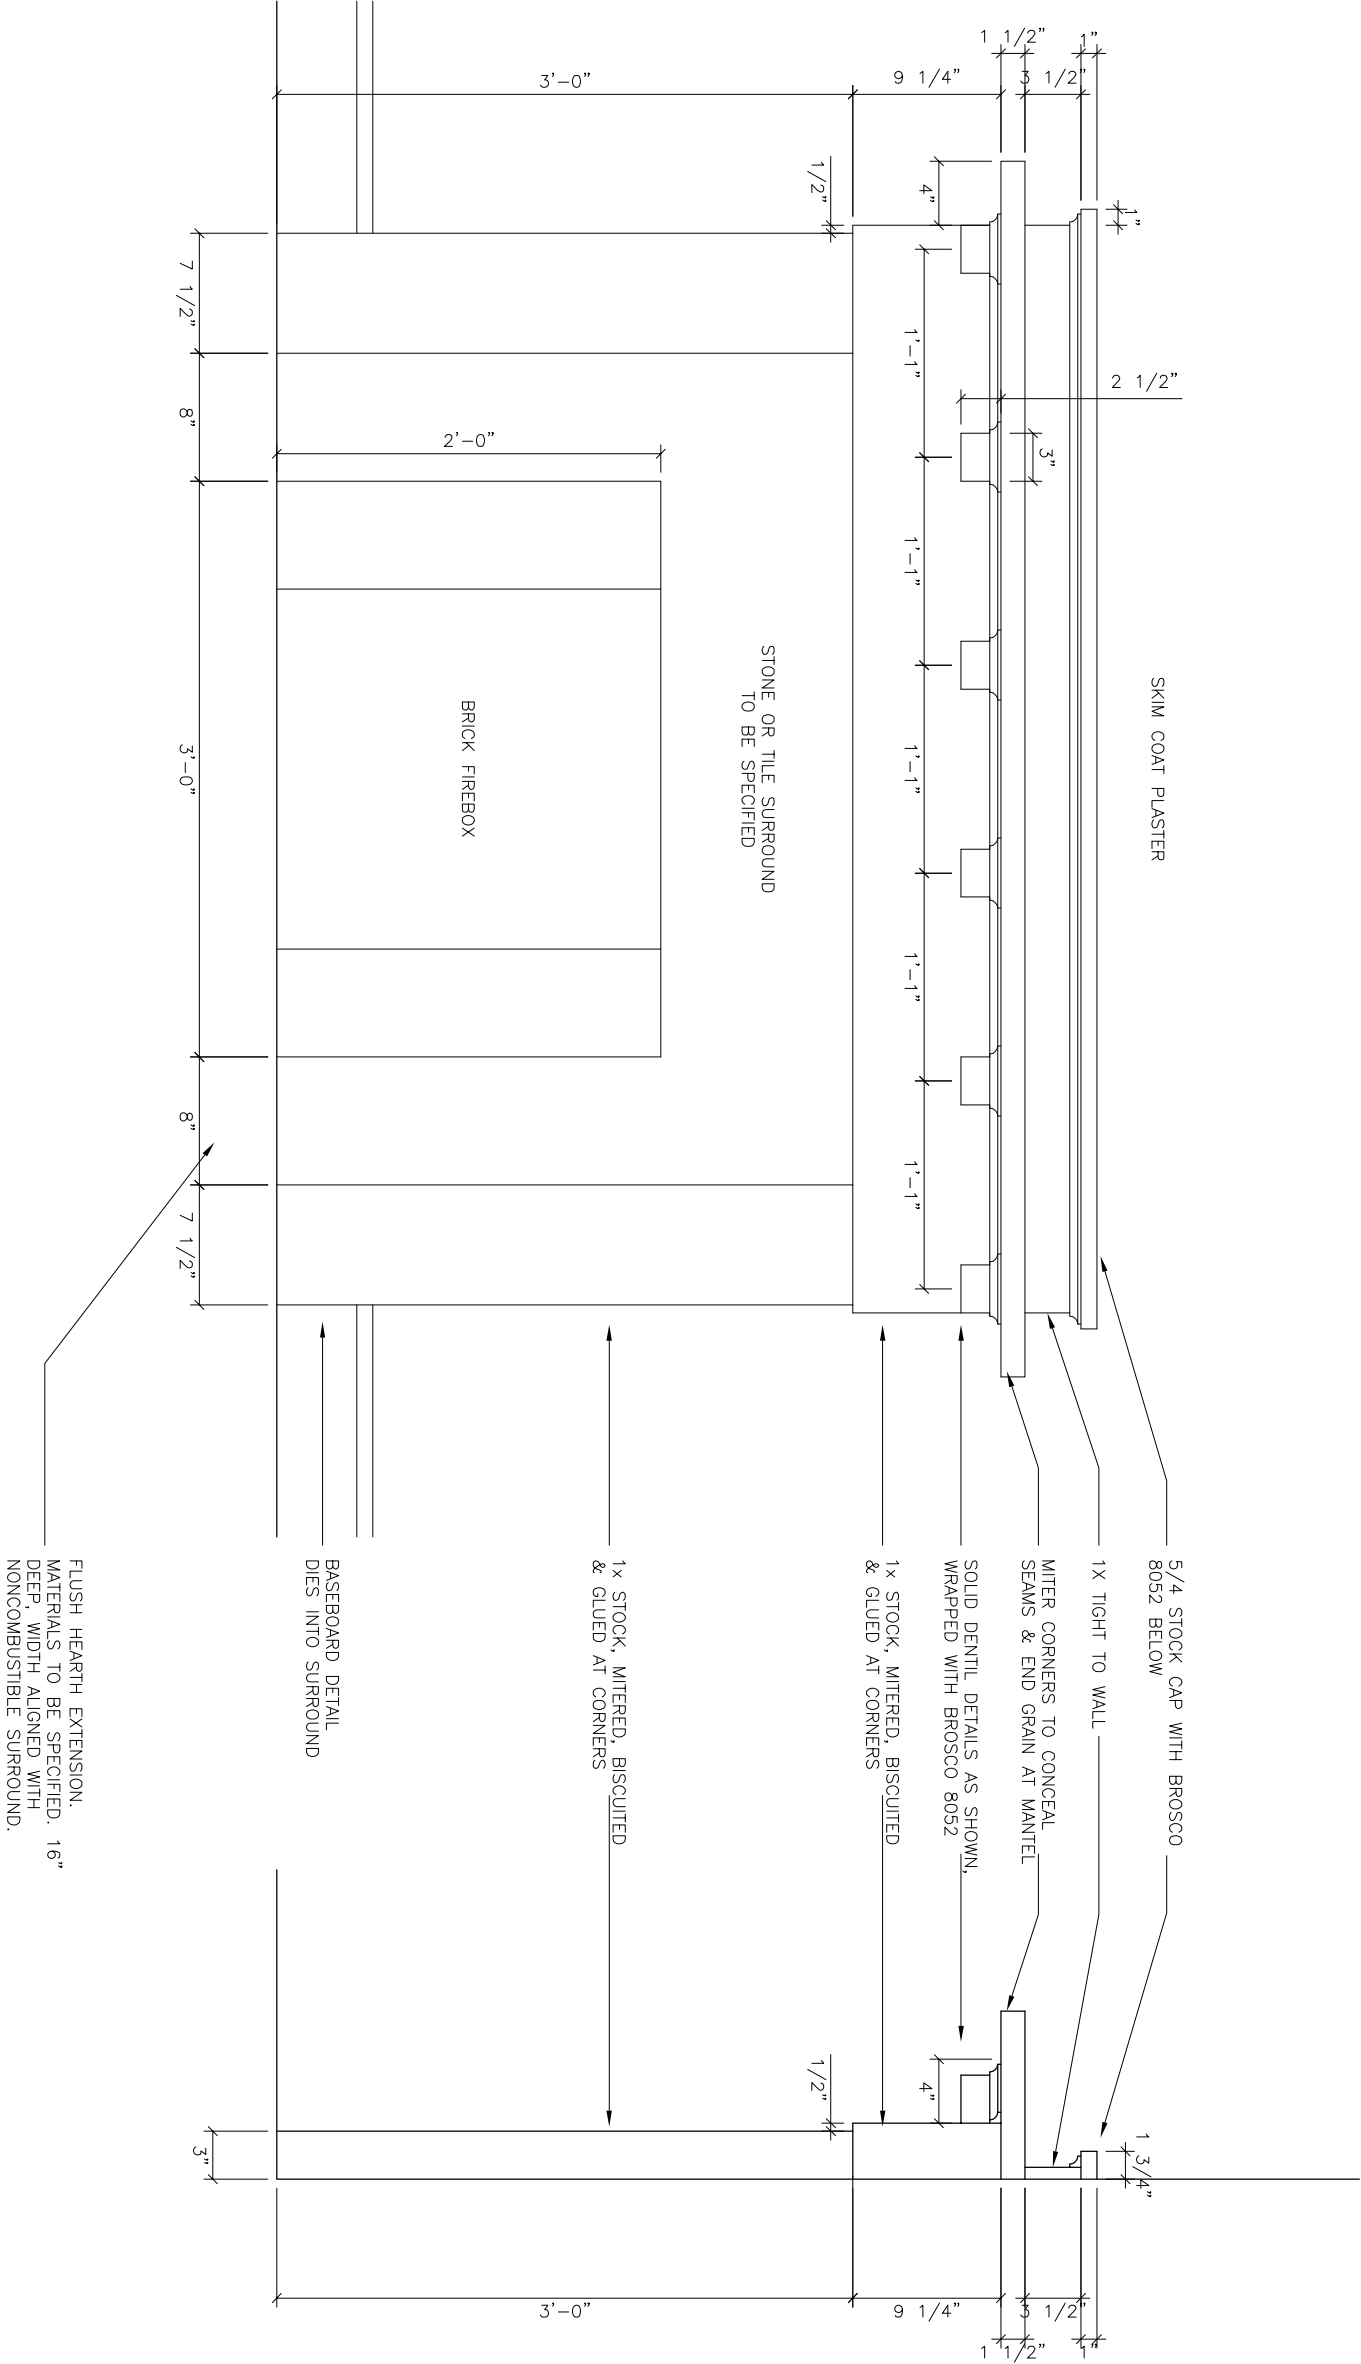 SKIM COAT PLASTER
1"
3 1/2"
1 1/2"
9 1/4"
3'-0"
1"
4"
1/2"
2 1/2"
3"
1'-1"
1'-1"
1'-1"
1'-1"
1'-1"
STONE OR TILE SURROUND
TO BE SPECIFIED
2'-0"
BRICK FIREBOX
7 1/2"
8"
3'-0"
8"
7 1/2"
5/4 STOCK CAP WITH BROSCO
8052 BELOW
1X TIGHT TO WALL
MITER CORNERS TO CONCEAL
SEAMS & END GRAIN AT MANTEL
SOLID DENTIL DETAILS AS SHOWN,
WRAPPED WITH BROSCO 8052
1x STOCK, MITERED, BISCUITED
& GLUED AT CORNERS
1x STOCK, MITERED, BISCUITED
& GLUED AT CORNERS
BASEBOARD DETAIL
DIES INTO SURROUND
FLUSH HEARTH EXTENSION.
MATERIALS TO BE SPECIFIED. 16"
DEEP, WIDTH ALIGNED WITH
NONCOMBUSTIBLE SURROUND.
1 3/4"
4"
1/2"
3"
1"
3 1/2"
1 1/2"
9 1/4"
3'-0"